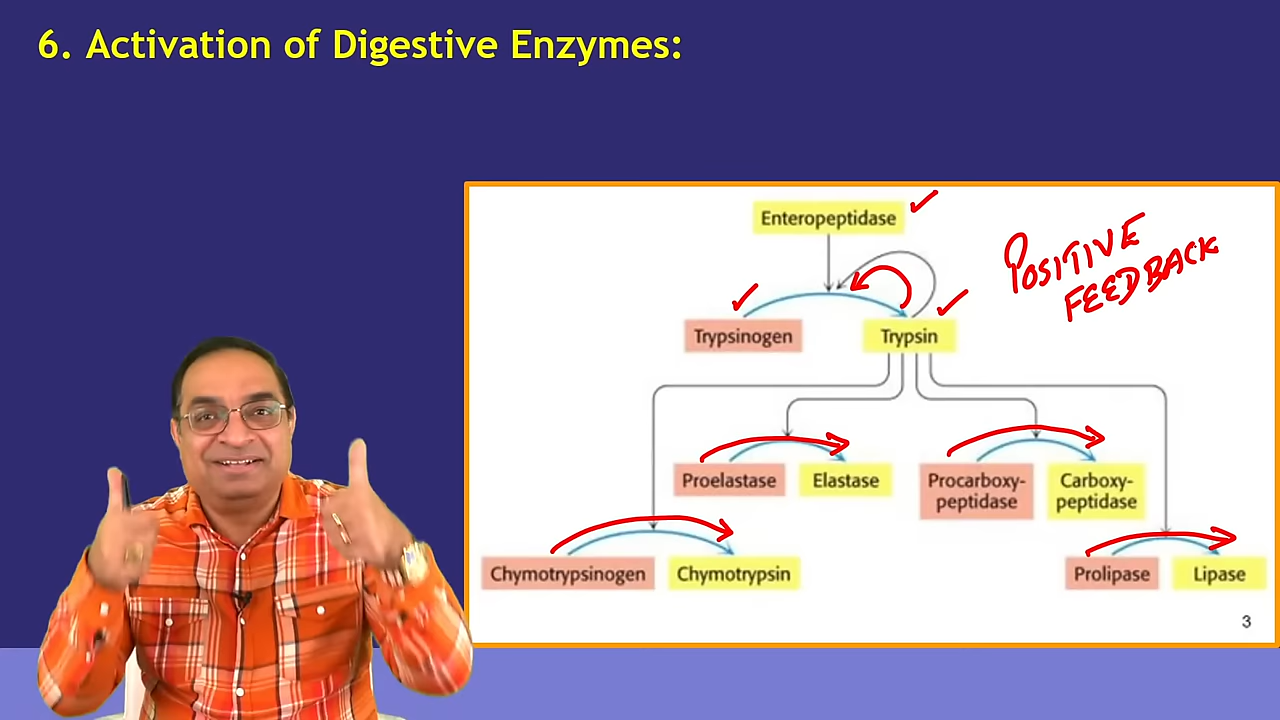 6. Activation of Digestive Enzymes:
Enteropeptidase
POSITIVE
FEEDBACK
Trypsinogen
Trypsin
Proelastase
Elastase
Procarboxy-
peptidase
Carboxy-
peptidase
Chymotrypsinogen
Chymotrypsin
Prolipase
Lipase
3